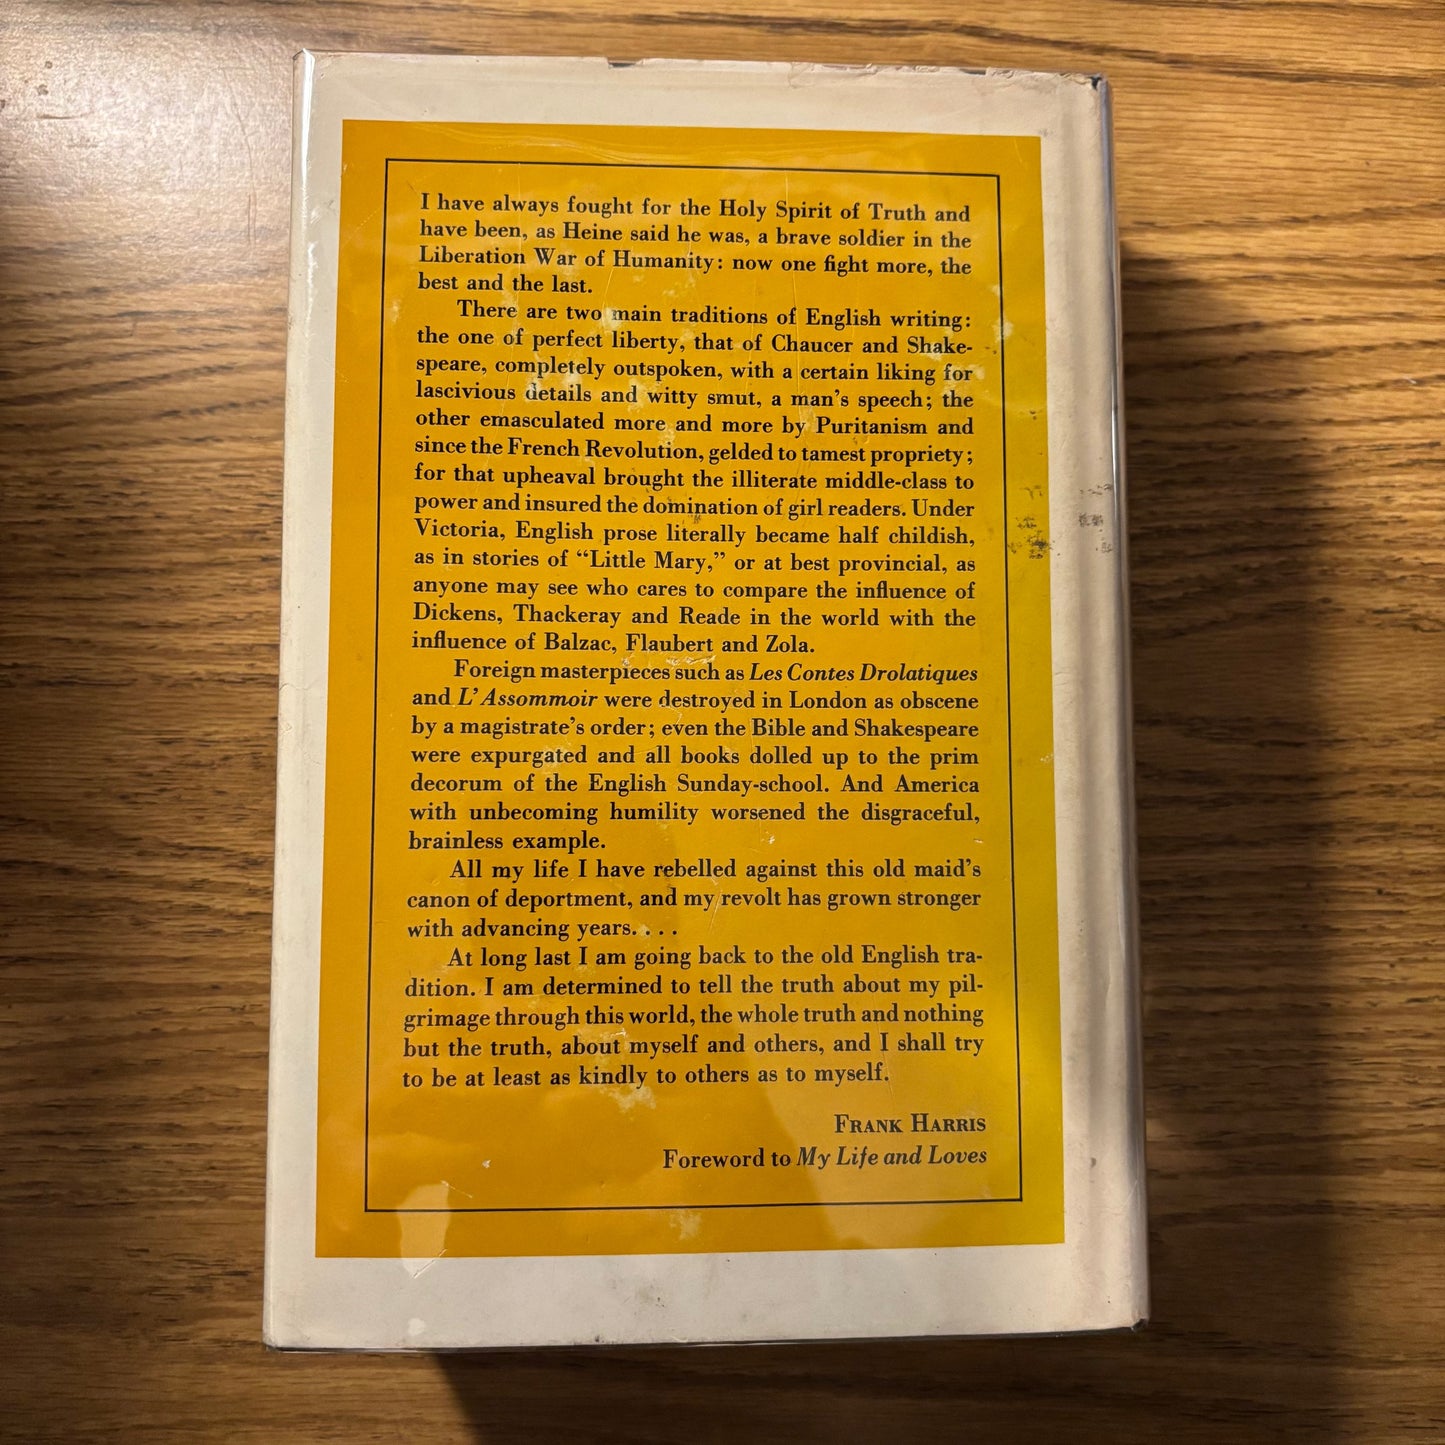 I have always fought for the Holy Spirit of Truth and
have been, as Heine said he was, a brave soldier in the
Liberation War of Humanity: now one fight more, the
best and the last.
There are two main traditions of English writing:
the one of perfect liberty, that of Chaucer and Shake-
speare, completely outspoken, with a certain liking for
lascivious details and witty smut, a man's speech; the
other emasculated more and more by Puritanism and
since the French Revolution, gelded to tamest propriety;
for that upheaval brought the illiterate middle-class to
power and insured the domination of girl readers. Under
Victoria, English prose literally became half childish,
as in stories of “Little Mary,” or at best provincial, as
anyone may see who cares to compare the influence of
Dickens, Thackeray and Reade in the world with the
influence of Balzac, Flaubert and Zola.
Foreign masterpieces such as Les Contes Drolatiques
and L'Assommoir were destroyed in London as obscene
by a magistrate's order; even the Bible and Shakespeare
were expurgated and all books dolled up to the prim
decorum of the English Sunday-school. And America
with unbecoming humility worsened the disgraceful,
brainless example.
All my life I have rebelled against this old maid's
canon of deportment, and my revolt has grown stronger
with advancing years. . . .
At long last I am going back to the old English tra-
dition. I am determined to tell the truth about my pil-
grimage through this world, the whole truth and nothing
but the truth, about myself and others, and I shall try
to be at least as kindly to others as to myself.
FRANK HARRIS
Foreword to My Life and Loves